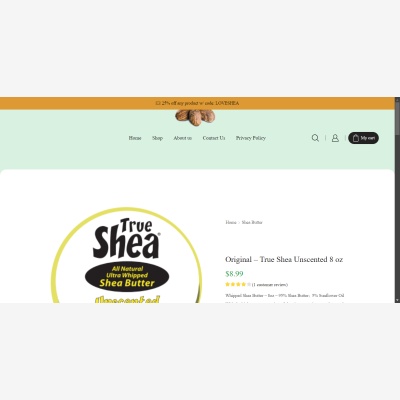 25% off any product w/ code: LOVESHEA
Home Shop About us Contact Us Privacy Policy
My cart
Home Shea Butter
True
Shea®
All Natural
Ultra Whipped
Shea Butter
Unscented
Original – True Shea Unscented 8 oz
$8.99
(1 customer review)
Whipped Shea Butter – 8oz – 95% Shea Butter, 5% Sunflower Oil